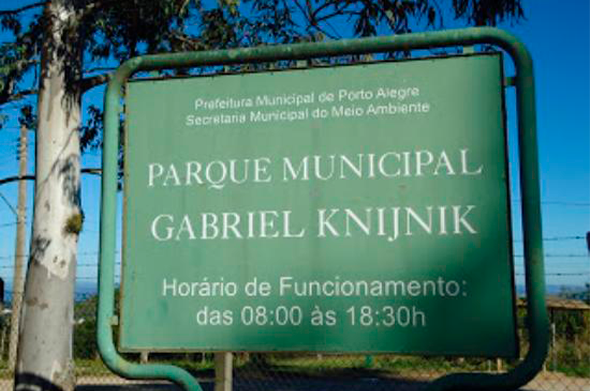 Prefeitura Municipal de Porto Alegre
Secretaria Municipal do Meio Ambiente
PARQUE MUNICIPAL
GABRIEL KNIJNIK
Horário de Funcionamento:
das 08:00 às 18:30h